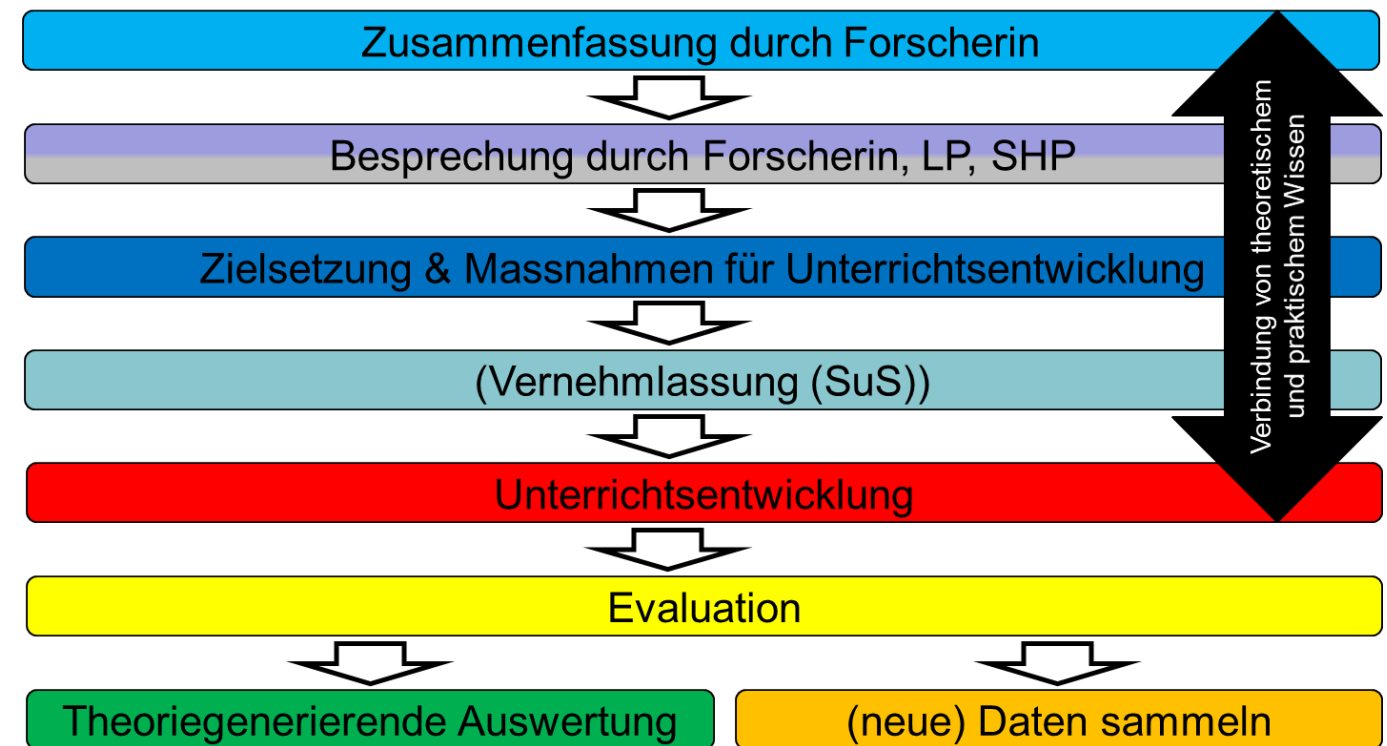 Zusammenfassung durch Forscherin
Besprechung durch Forscherin, LP, SHP
Zielsetzung & Massnahmen für Unterrichtsentwicklung
(Vernehmlassung (SuS))
Unterrichtsentwicklung
Evaluation
Theoriegenerierende Auswertung
(neue) Daten sammeln
Verbindung von theoretischem
und praktischem Wissen